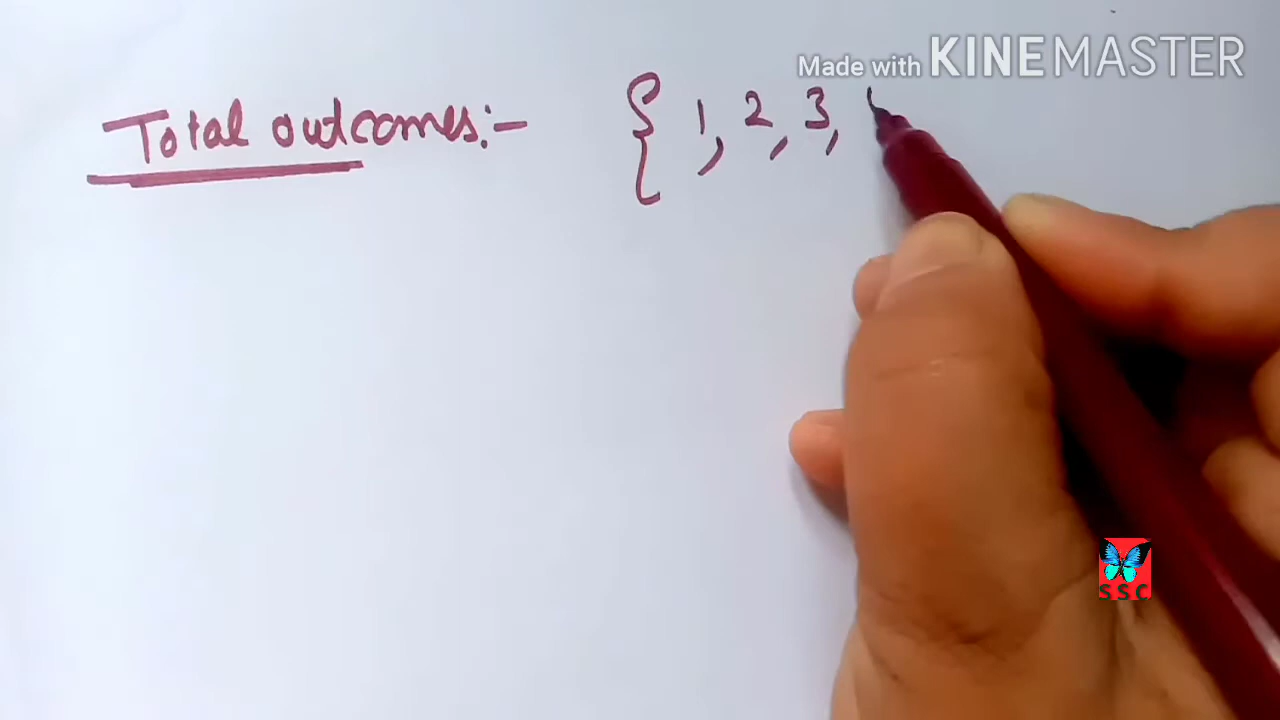 Made with KINEMASTER
Total outcomes:- { 1, 2, 3,
SSC